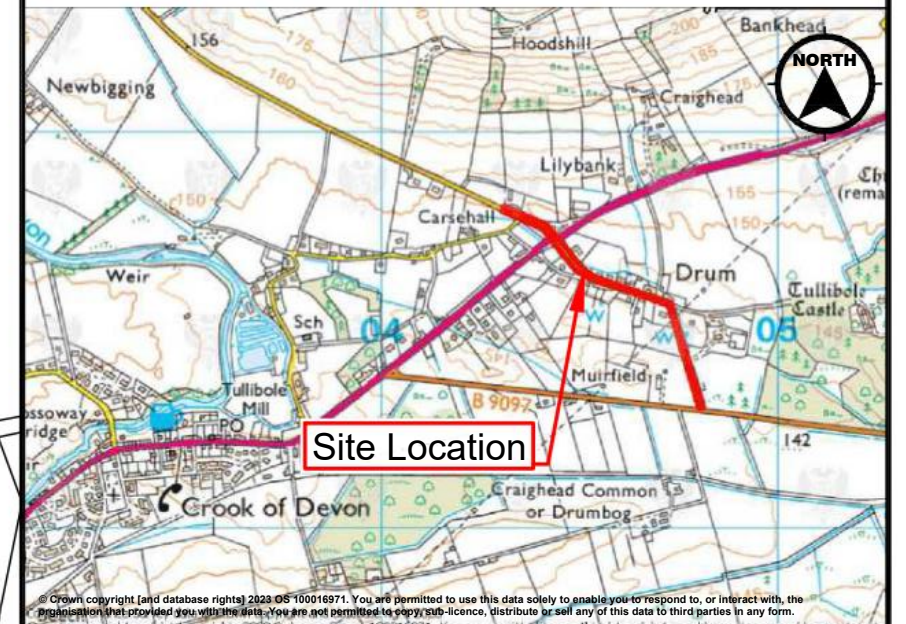 Bankhead
156
175
200
Hoodshill
185
NORTH
Newbigging
160
175
Craighead
Lilybank
165
150
(rema
Carsehall
150
Weir
Drum
Tullibole
Castle
Sch
04
05
145
145
Muirfield
Tullibole
Mill
B 9097
PO
142
Site Location
Craighead Common
or Drumbog
Crook of Devon
© Crown copyright [and database rights] 2023 OS 100016971. You are permitted to use this data solely to enable you to respond to, or interact with, the
organisation that provided you with the data. You are not permitted to copy, sub-licence, distribute or sell any of this data to third parties in any form.